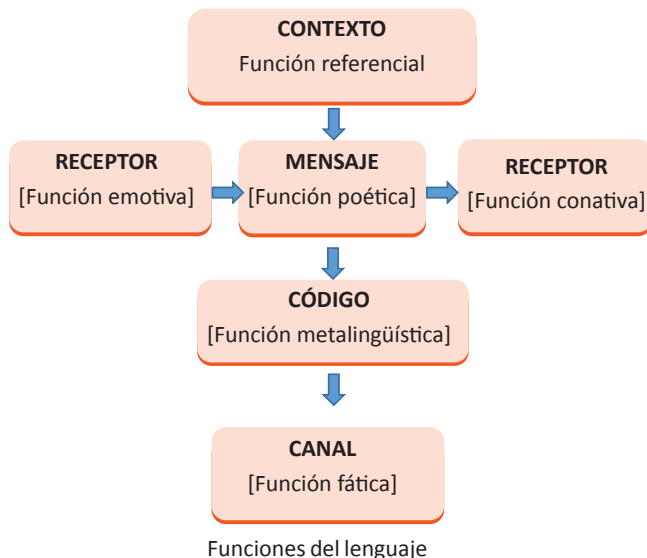 CONTEXTO
Función referencial
RECEPTOR
[Función emotiva]
MENSAJE
[Función poética]
RECEPTOR
[Función conativa]
CÓDIGO
[Función metalingüística]
CANAL
[Función fática]
Funciones del lenguaje